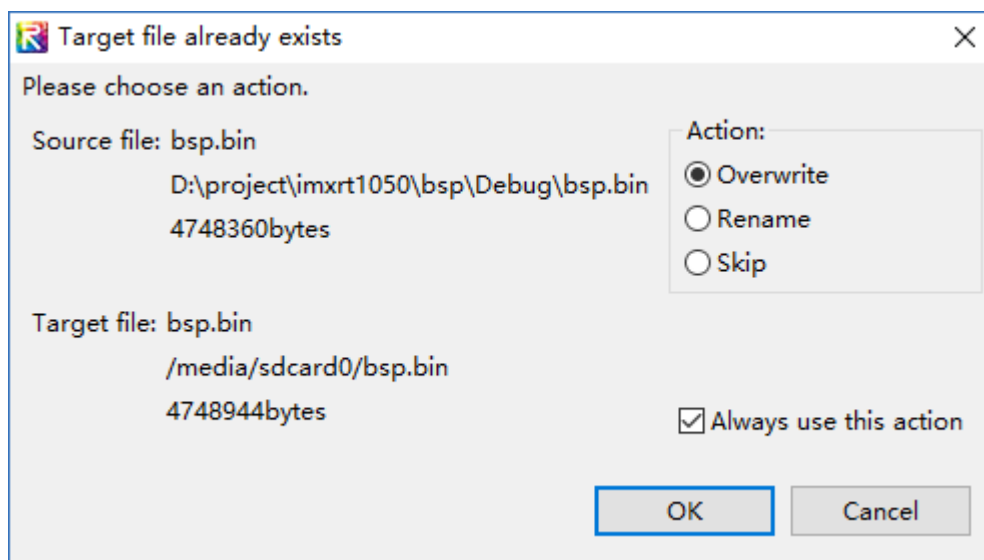 Target file already exists
Please choose an action.
Source file: bsp.bin
D:\project\imxrt1050\bsp\Debug\bsp.bin
4748360bytes
Target file: bsp.bin
/media/sdcard0/bsp.bin
4748944bytes
Action:
Overwrite
Rename
Skip
Always use this action
OK
Cancel